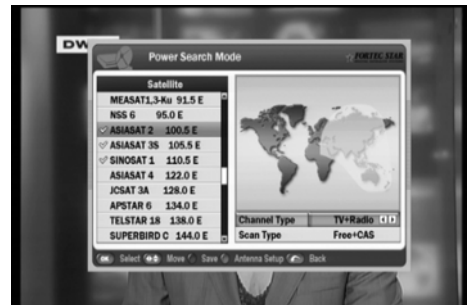 DW
Power Search Mode
FORTEC STAR
Satellite
MEASAT1,3-Ku 91.5 E
NSS 6 95.0 E
ASIASAT 2 100.5 E
ASIASAT 3S 105.5 E
SINOSAT 1 110.5 E
ASIASAT 4 122.0 E
JCSAT 3A 128.0 E
APSTAR 6 134.0 E
TELSTAR 18 138.0 E
SUPERBIRD C 144.0 E
Channel Type TV+Radio
Scan Type Free+CAS
OK Select Move Save Antenna Setup Back